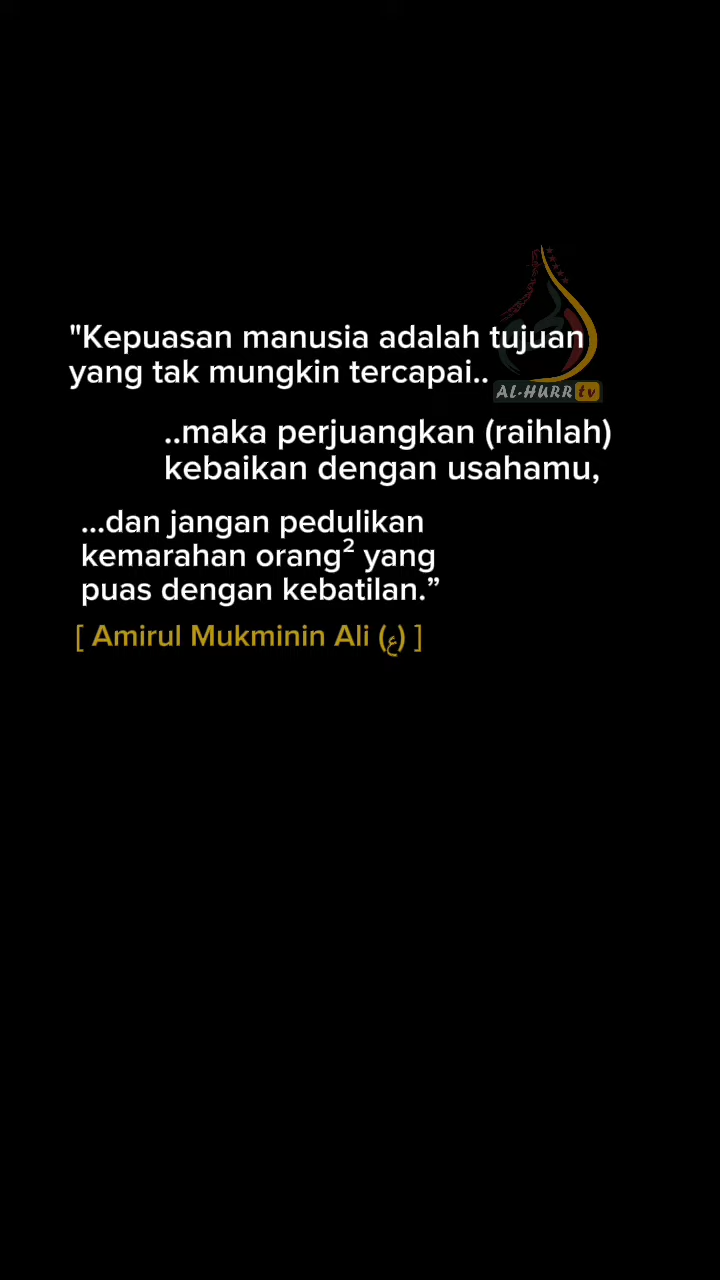 "Kepuasan manusia adalah tujuan
yang tak mungkin tercapai..
AL-HURR tv
..maka perjuangkan (raihlah)
kebaikan dengan usahamu,
...dan jangan pedulikan
kemarahan orang² yang
puas dengan kebatilan.”
[ Amirul Mukminin Ali (ع) ]